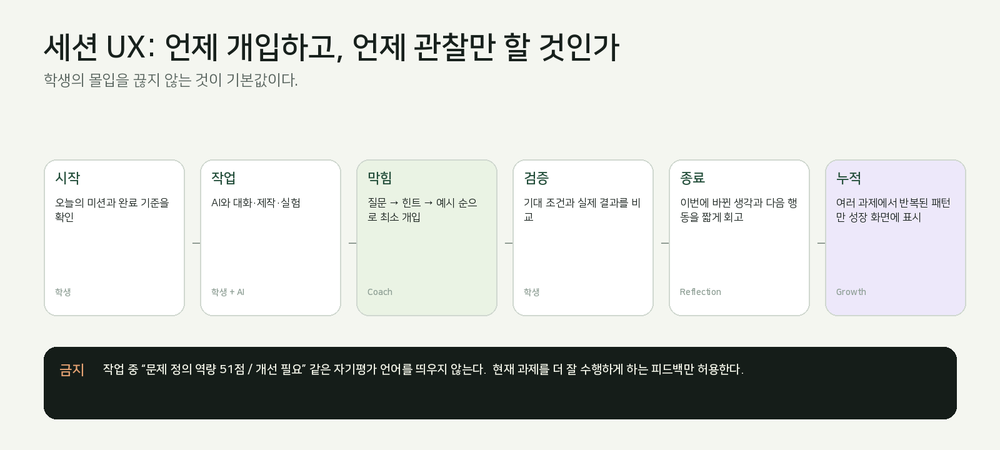 세션 UX: 언제 개입하고, 언제 관찰만 할 것인가
학생의 몰입을 끊지 않는 것이 기본값이다.
시작
오늘의 미션과 완료 기준을
확인
학생
작업
AI와 대화·제작·실험
학생 + AI
막힘
질문 → 힌트 → 예시 순으
로 최소 개입
Coach
검증
기대 조건과 실제 결과를 비
교
학생
종료
이번에 바뀐 생각과 다음 행
동을 짧게 회고
Reflection
누적
여러 과제에서 반복된 패턴
만 성장 화면에 표시
Growth
금지 작업 중 “문제 정의 역량 51점 / 개선 필요” 같은 자기평가 언어를 띄우지 않는다. 현재 과제를 더 잘 수행하게 하는 피드백만 허용한다.